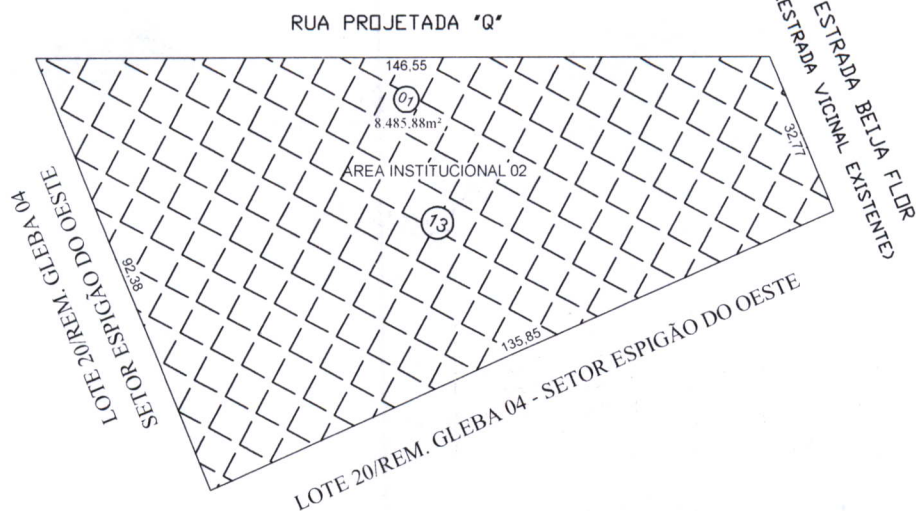 RUA PROJETADA "Q"
ESTRADA BEIJA FLOR
ESTRADA VICINAL EXISTENTE)
146,55
01
8.485,88m²
32,77
ÁREA INSTITUCIONAL 02
13
LOTE 20/REM. GLEBA 04
SETOR ESPIGÃO DO OESTE
92,38
135,85
LOTE 20/REM. GLEBA 04 - SETOR ESPIGÃO DO OESTE